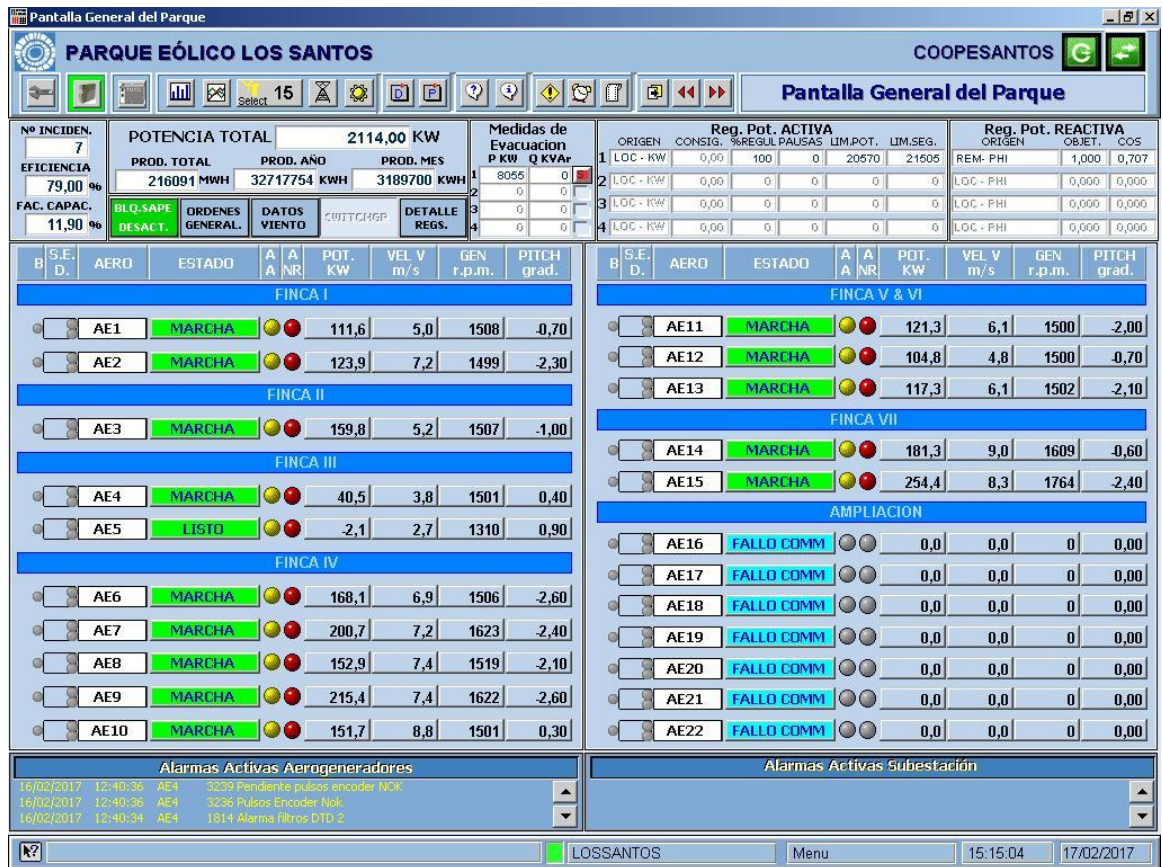 Pantalla General del Parque
PARQUE EÓLICO LOS SANTOS
COOPESANTOS
Select 15
D P
Pantalla General del Parque
Nº INCIDEN.
7
EFICIENCIA
79,00 %
FAC. CAPAC.
11,90 %
POTENCIA TOTAL 2114,00 KW
PROD. TOTAL PROD. AÑO PROD. MES
216091 MWH 32717754 KWH 3189700 KWH
BLQ.SAPE DESACT. ORDENES GENERAL. DATOS VIENTO SWITCHGR DETALLE REGS.
Medidas de Evacuacion
P KW Q KVAr
1 8055 0 S
2 0 0
3 0 0
4 0 0
Reg. Pot. ACTIVA
ORIGEN CONSIG. %REGUL PAUSAS LIM.POT. LIM.SEG.
1 LOC - KW 0,00 100 0 20570 21505
2 LOC - KW 0,00 0 0 0 0
3 LOC - KW 0,00 0 0 0 0
4 LOC - KW 0,00 0 0 0 0
Reg. Pot. REACTIVA
ORIGEN OBJET. COS
REM- PHI 1,000 0,707
LOC - PHI 0,000 0,000
LOC - PHI 0,000 0,000
LOC - PHI 0,000 0,000
B S.E.D. AERO ESTADO AA ANR POT. KW VEL V m/s GEN r.p.m. PITCH grad.
FINCA I
AE1 MARCHA 111,6 5,0 1508 -0,70
AE2 MARCHA 123,9 7,2 1499 -2,30
FINCA II
AE3 MARCHA 159,8 5,2 1507 -1,00
FINCA III
AE4 MARCHA 40,5 3,8 1501 0,40
AE5 LISTO -2,1 2,7 1310 0,90
FINCA IV
AE6 MARCHA 168,1 6,9 1506 -2,60
AE7 MARCHA 200,7 7,2 1623 -2,40
AE8 MARCHA 152,9 7,4 1519 -2,10
AE9 MARCHA 215,4 7,4 1622 -2,60
AE10 MARCHA 151,7 8,8 1501 0,30
B S.E.D. AERO ESTADO AA ANR POT. KW VEL V m/s GEN r.p.m. PITCH grad.
FINCA V & VI
AE11 MARCHA 121,3 6,1 1500 -2,00
AE12 MARCHA 104,8 4,8 1500 -0,70
AE13 MARCHA 117,3 6,1 1502 -2,10
FINCA VII
AE14 MARCHA 181,3 9,0 1609 -0,60
AE15 MARCHA 254,4 8,3 1764 -2,40
AMPLIACION
AE16 FALLO COMM 0,0 0,0 0 0,00
AE17 FALLO COMM 0,0 0,0 0 0,00
AE18 FALLO COMM 0,0 0,0 0 0,00
AE19 FALLO COMM 0,0 0,0 0 0,00
AE20 FALLO COMM 0,0 0,0 0 0,00
AE21 FALLO COMM 0,0 0,0 0 0,00
AE22 FALLO COMM 0,0 0,0 0 0,00
Alarmas Activas Aerogeneradores
16/02/2017 12:40:36 AE4 3239 Pendiente pulsos encoder NOK
16/02/2017 12:40:36 AE4 3236 Pulsos Encoder Nok
16/02/2017 12:40:34 AE4 1814 Alarma filtros DTD 2
Alarmas Activas Subestación
LOSSANTOS Menu 15:15:04 17/02/2017